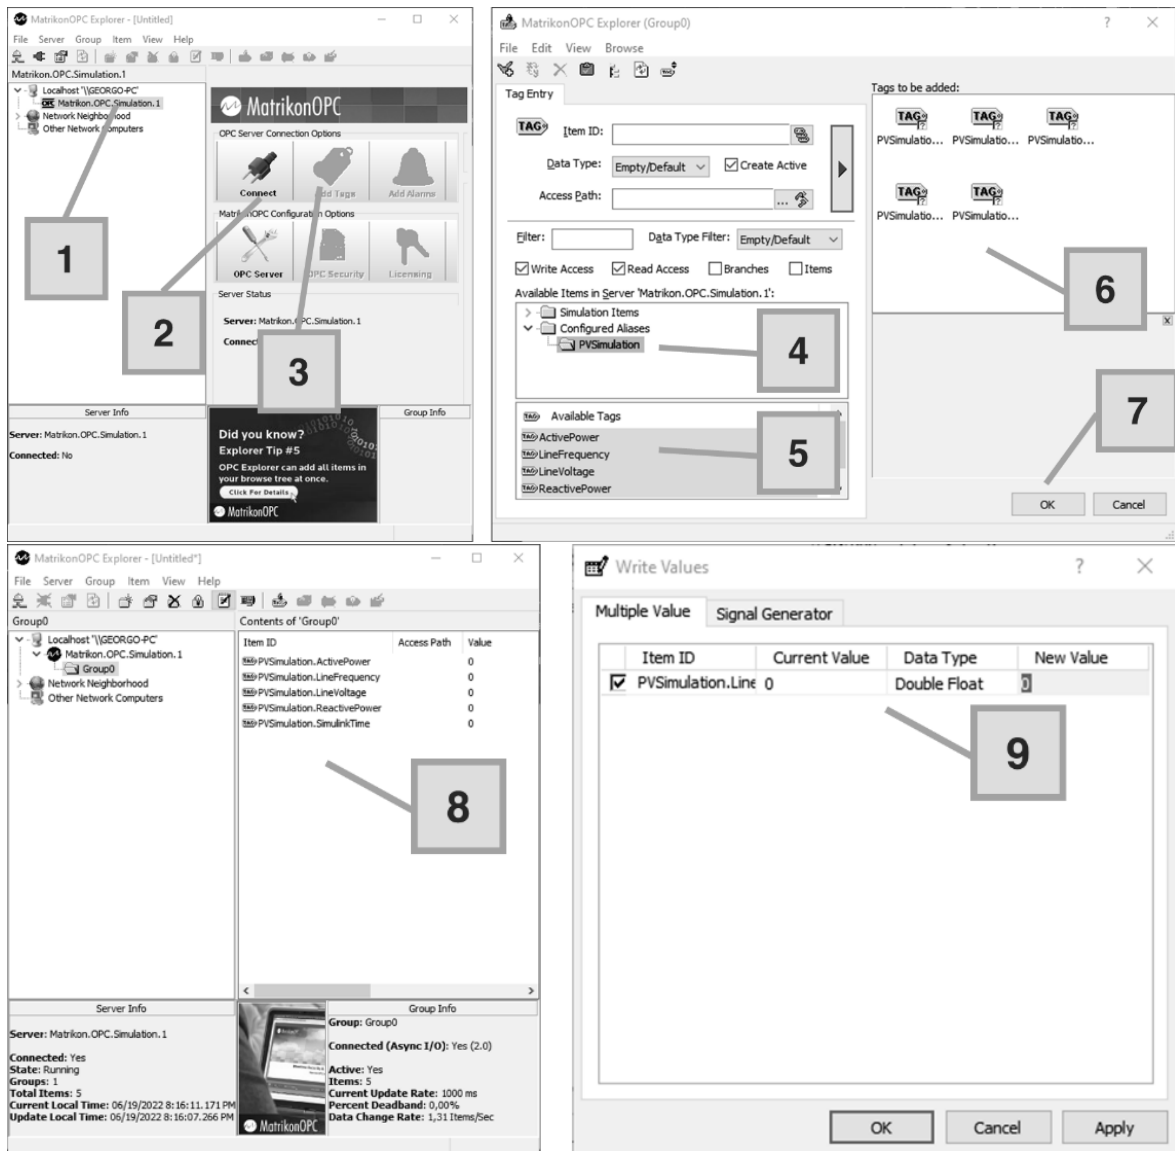 MatrikonOPC Explorer - [Untitled]
File Server Group Item View Help
Matrikon.OPC.Simulation.1
Localhost '\\GEORGO-PC'
Matrikon.OPC.Simulation.1
Network Neighborhood
Other Network Computers
MatrikonOPC
OPC Server Connection Options
Connect Add Tags Add Alarms
MatrikonOPC Configuration Options
OPC Server OPC Security Licensing
Server Status
Server: Matrikon.OPC.Simulation.1
1
2
3
Server Info
Server: Matrikon.OPC.Simulation.1
Connected: No
Did you know?
Explorer Tip #5
OPC Explorer can add all items in
your browse tree at once.
Click For Details
MatrikonOPC
Group Info
MatrikonOPC Explorer (Group0)
File Edit View Browse
Tag Entry
TAG Item ID:
Data Type: Empty/Default Create Active
Access Path: ...
Filter: Data Type Filter: Empty/Default
Write Access Read Access Branches Items
Available Items in Server 'Matrikon.OPC.Simulation.1':
Simulation Items
Configured Aliases
PVSimulation
4
Available Tags
ActivePower
LineFrequency
LineVoltage
ReactivePower
5
Tags to be added:
TAG TAG TAG
PVSimulatio... PVSimulatio... PVSimulatio...
TAG TAG
PVSimulatio... PVSimulatio...
6
7
OK Cancel
MatrikonOPC Explorer - [Untitled*]
File Server Group Item View Help
Group0
Localhost '\\GEORGO-PC'
Matrikon.OPC.Simulation.1
Group0
Network Neighborhood
Other Network Computers
Contents of 'Group0'
Item ID Access Path Value
PVSimulation.ActivePower 0
PVSimulation.LineFrequency 0
PVSimulation.LineVoltage 0
PVSimulation.ReactivePower 0
PVSimulation.SimulinkTime 0
8
Server Info
Server: Matrikon.OPC.Simulation.1
Connected: Yes
State: Running
Groups: 1
Total Items: 5
Current Local Time: 06/19/2022 8:16:11.171 PM
Update Local Time: 06/19/2022 8:16:07.266 PM
MatrikonOPC
Group Info
Group: Group0
Connected (Async I/O): Yes (2.0)
Active: Yes
Items: 5
Current Update Rate: 1000 ms
Percent Deadband: 0,00%
Data Change Rate: 1,31 Items/Sec
Write Values
Multiple Value Signal Generator
Item ID Current Value Data Type New Value
PVSimulation.Line 0 Double Float 0
9
OK Cancel Apply